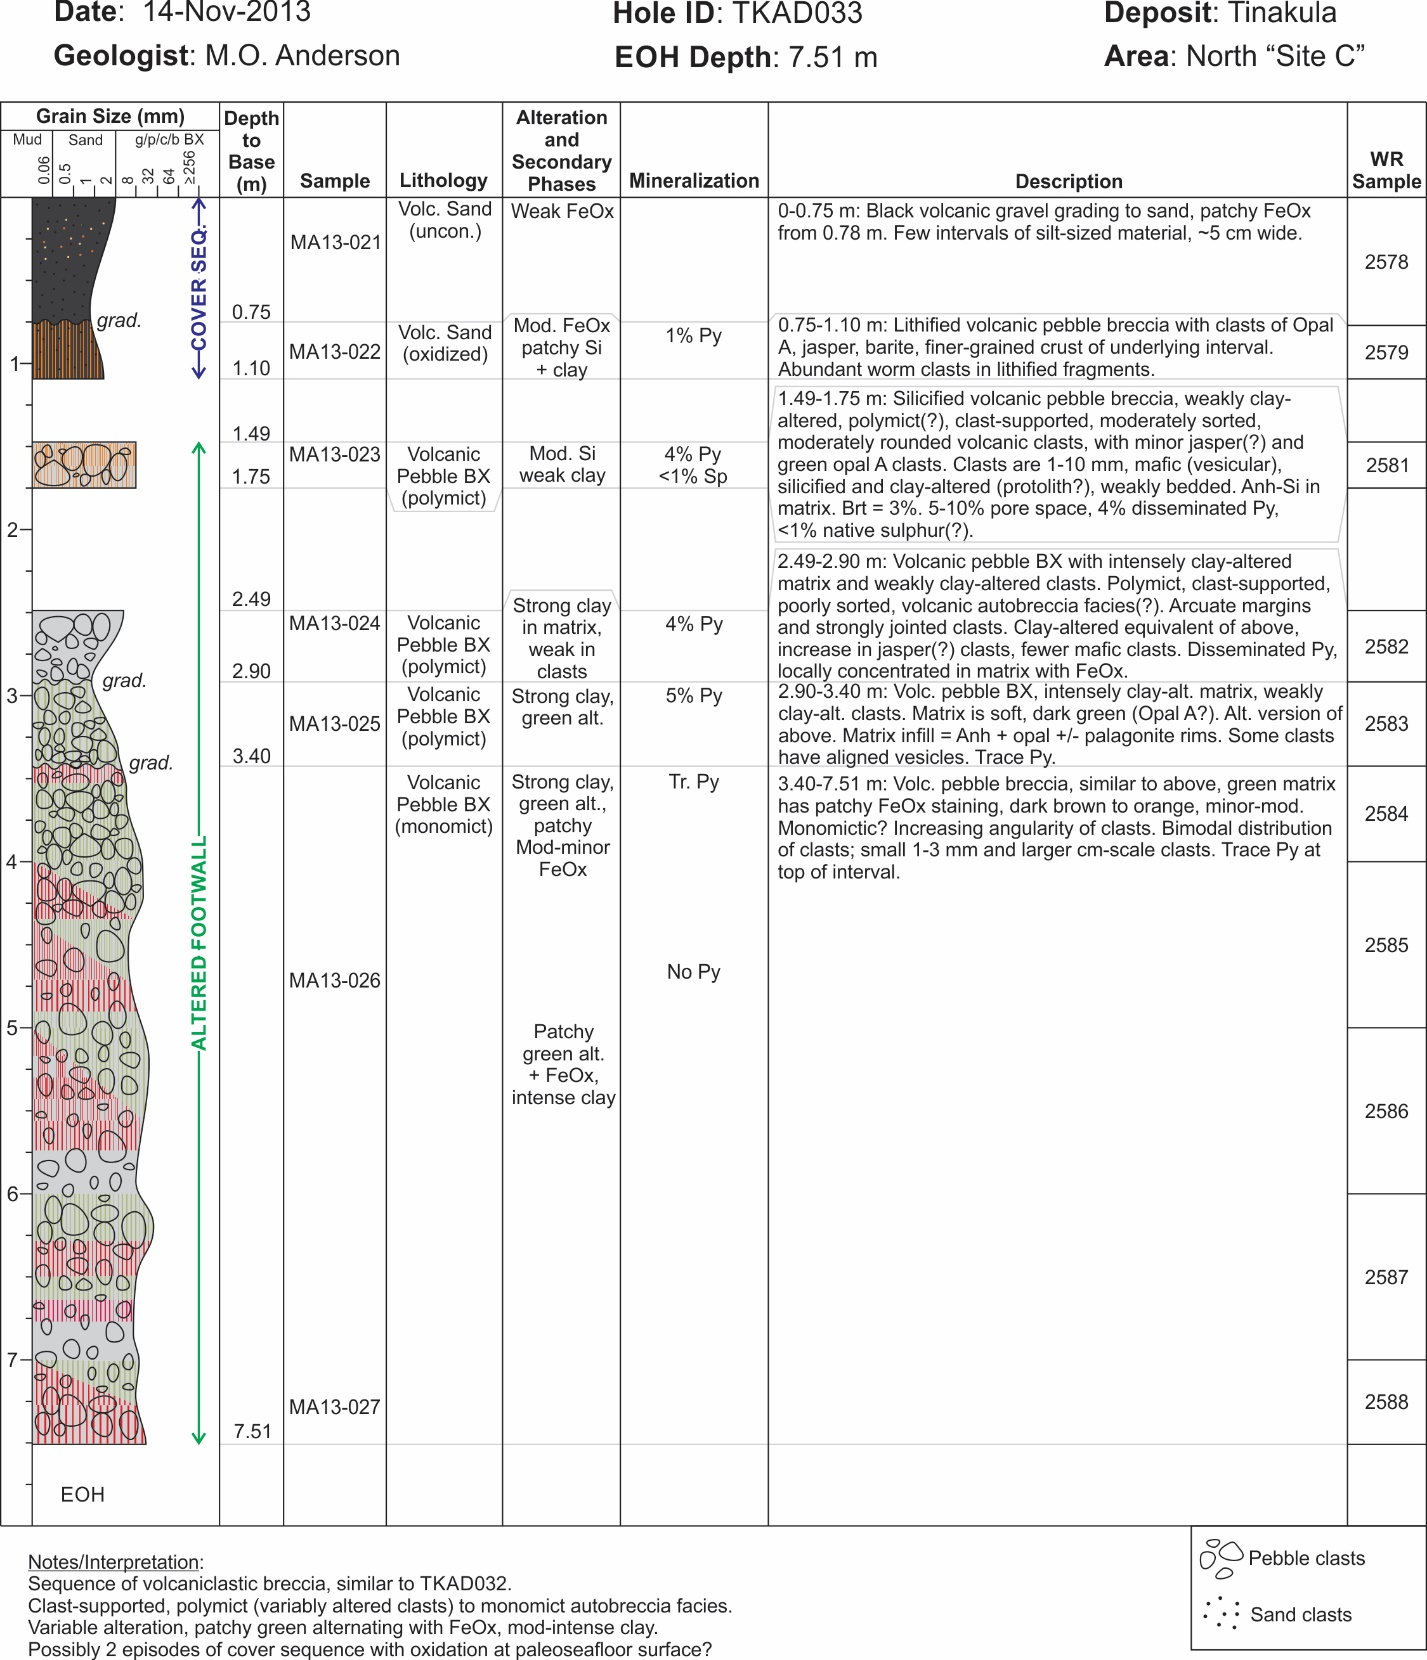 Date: 14-Nov-2013
Hole ID: TKAD033
Deposit: Tinakula
Geologist: M.O. Anderson
EOH Depth: 7.51 m
Area: North “Site C”
Grain Size (mm)
Mud
Sand
g/p/c/b BX
0.06
0.5
1
2
8
32
64
≥256
Depth
to
Base
(m)
Sample
Lithology
Alteration
and
Secondary
Phases
Mineralization
Description
WR
Sample
COVER SEQ.
grad.
1
0.75
MA13-021
Volc. Sand
(uncon.)
Weak FeOx
0-0.75 m: Black volcanic gravel grading to sand, patchy FeOx
from 0.78 m. Few intervals of silt-sized material, ~5 cm wide.
2578
1.10
MA13-022
Volc. Sand
(oxidized)
Mod. FeOx
patchy Si
+ clay
1% Py
0.75-1.10 m: Lithified volcanic pebble breccia with clasts of Opal
A, jasper, barite, finer-grained crust of underlying interval.
Abundant worm clasts in lithified fragments.
2579
1.49
1.75
MA13-023
Volcanic
Pebble BX
(polymict)
Mod. Si
weak clay
4% Py
<1% Sp
1.49-1.75 m: Silicified volcanic pebble breccia, weakly clay-
altered, polymict(?), clast-supported, moderately sorted,
moderately rounded volcanic clasts, with minor jasper(?) and
green opal A clasts. Clasts are 1-10 mm, mafic (vesicular),
silicified and clay-altered (protolith?), weakly bedded. Anh-Si in
matrix. Brt = 3%. 5-10% pore space, 4% disseminated Py,
<1% native sulphur(?).
2581
2
2.49
2.90
MA13-024
Volcanic
Pebble BX
(polymict)
Strong clay
in matrix,
weak in
clasts
4% Py
2.49-2.90 m: Volcanic pebble BX with intensely clay-altered
matrix and weakly clay-altered clasts. Polymict, clast-supported,
poorly sorted, volcanic autobreccia facies(?). Arcuate margins
and strongly jointed clasts. Clay-altered equivalent of above,
increase in jasper(?) clasts, fewer mafic clasts. Disseminated Py,
locally concentrated in matrix with FeOx.
2582
grad.
3
3.40
MA13-025
Volcanic
Pebble BX
(polymict)
Strong clay,
green alt.
5% Py
2.90-3.40 m: Volc. pebble BX, intensely clay-alt. matrix, weakly
clay-alt. clasts. Matrix is soft, dark green (Opal A?). Alt. version of
above. Matrix infill = Anh + opal +/- palagonite rims. Some clasts
have aligned vesicles. Trace Py.
2583
grad.
ALTERED FOOTWALL
Volcanic
Pebble BX
(monomict)
Strong clay,
green alt.,
patchy
Mod-minor
FeOx
Tr. Py
3.40-7.51 m: Volc. pebble breccia, similar to above, green matrix
has patchy FeOx staining, dark brown to orange, minor-mod.
Monomictic? Increasing angularity of clasts. Bimodal distribution
of clasts; small 1-3 mm and larger cm-scale clasts. Trace Py at
top of interval.
2584
4
2585
MA13-026
No Py
5
Patchy
green alt.
+ FeOx,
intense clay
2586
6
2587
7
7.51
MA13-027
2588
EOH
Notes/Interpretation:
Sequence of volcaniclastic breccia, similar to TKAD032.
Clast-supported, polymict (variably altered clasts) to monomict autobreccia facies.
Variable alteration, patchy green alternating with FeOx, mod-intense clay.
Possibly 2 episodes of cover sequence with oxidation at paleoseafloor surface?
Pebble clasts
Sand clasts